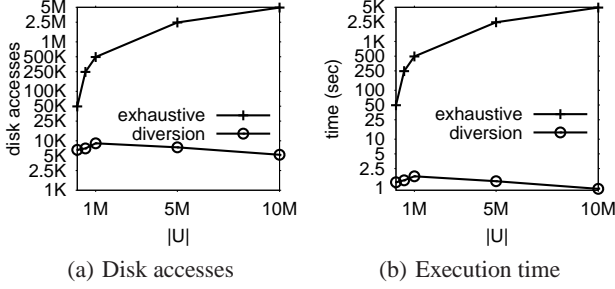 5M
2.5M
1M
500K
250K
100K
50K
25K
10K
5K
2.5K
1K
disk accesses
exhaustive
diversion
1M 5M 10M
|U|
(a) Disk accesses
5K
2.5K
1K
500
250
100
50
25
10
5
2.5
1
time (sec)
exhaustive
diversion
1M 5M 10M
|U|
(b) Execution time